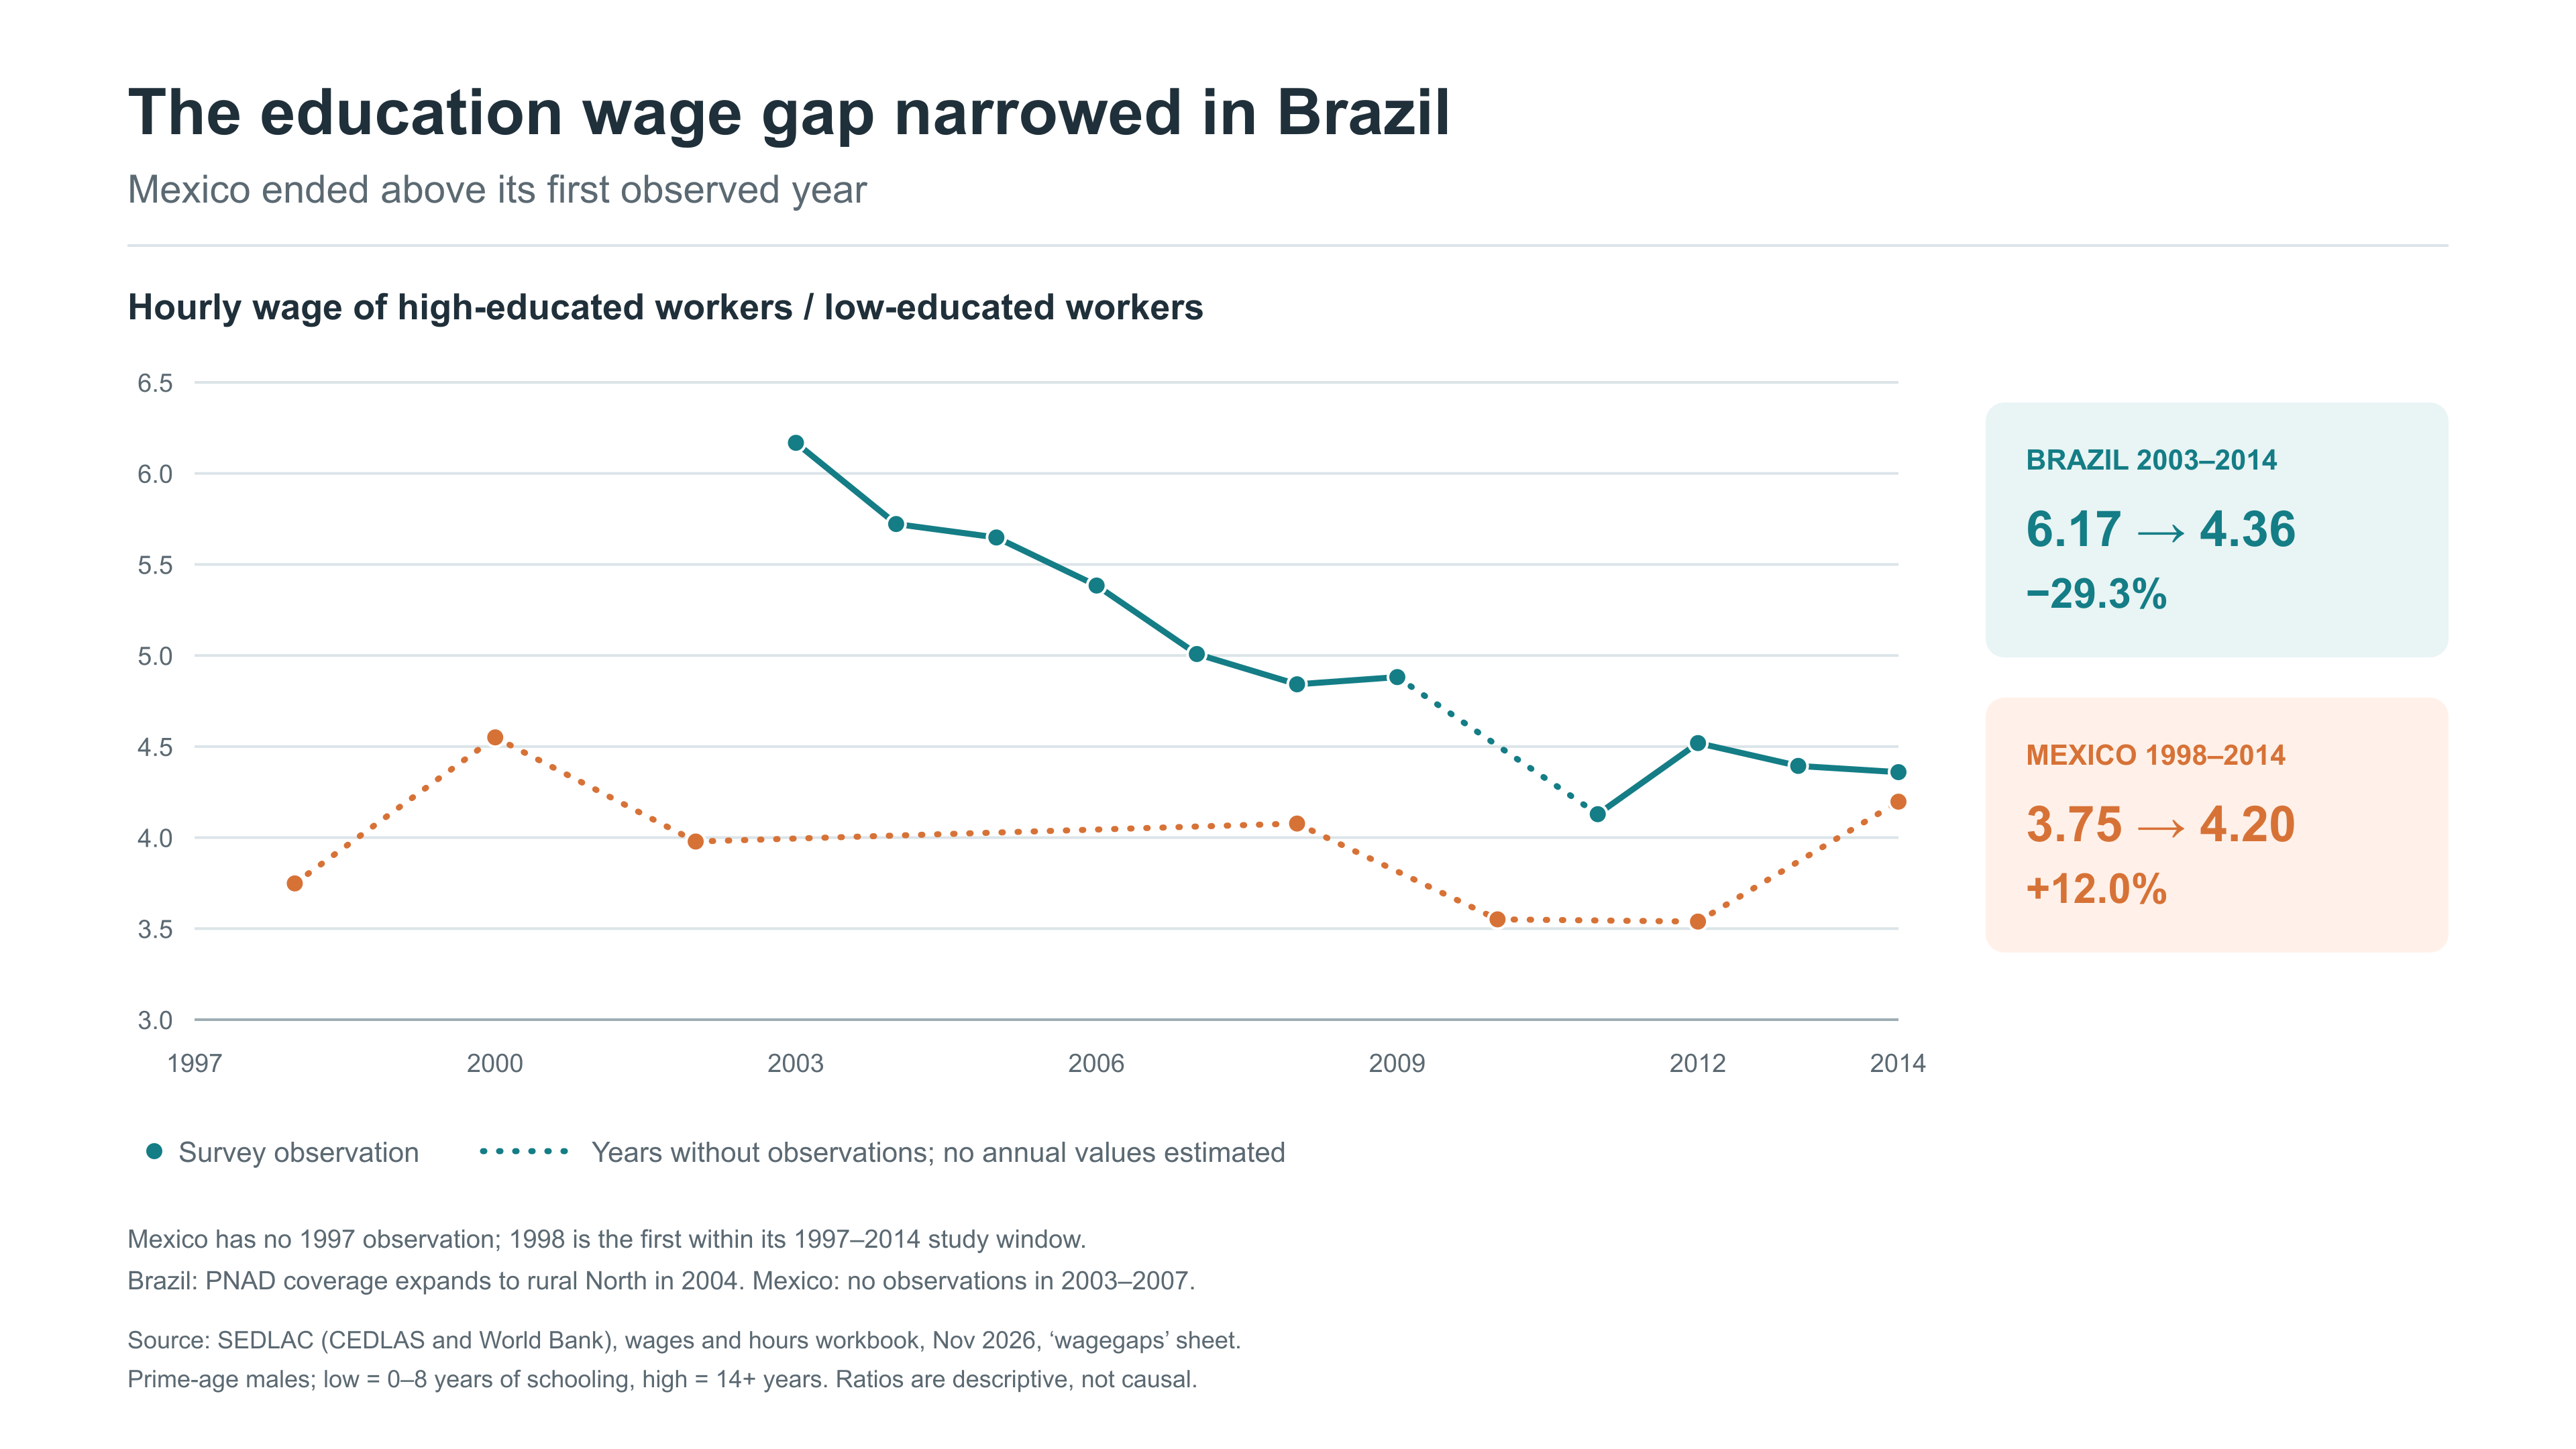 The education wage gap narrowed in Brazil
Mexico ended above its first observed year
Hourly wage of high-educated workers / low-educated workers
6.5
6.0
5.5
5.0
4.5
4.0
3.5
3.0
1997
2000
2003
2006
2009
2012
2014
BRAZIL 2003–2014
6.17 → 4.36
−29.3%
MEXICO 1998–2014
3.75 → 4.20
+12.0%
Survey observation
Years without observations; no annual values estimated
Mexico has no 1997 observation; 1998 is the first within its 1997–2014 study window.
Brazil: PNAD coverage expands to rural North in 2004. Mexico: no observations in 2003–2007.
Source: SEDLAC (CEDLAS and World Bank), wages and hours workbook, Nov 2026, ‘wagegaps’ sheet.
Prime-age males; low = 0–8 years of schooling, high = 14+ years. Ratios are descriptive, not causal.